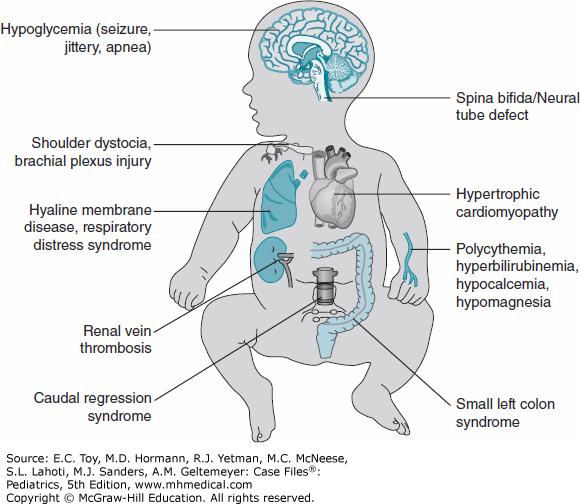 Hypoglycemia (seizure,
jittery, apnea)
Spina bifida/Neural
tube defect
Shoulder dystocia,
brachial plexus injury
Hypertrophic
cardiomyopathy
Hyaline membrane
disease, respiratory
distress syndrome
Polycythemia,
hyperbilirubinemia,
hypocalcemia,
hypomagnesia
Renal vein
thrombosis
Caudal regression
syndrome
Small left colon
syndrome
Source: E.C. Toy, M.D. Hormann, R.J. Yetman, M.C. McNeese,
S.L. Lahoti, M.J. Sanders, A.M. Geltemeyer: Case Files®:
Pediatrics, 5th Edition, www.mhmedical.com
Copyright © McGraw-Hill Education. All rights reserved.